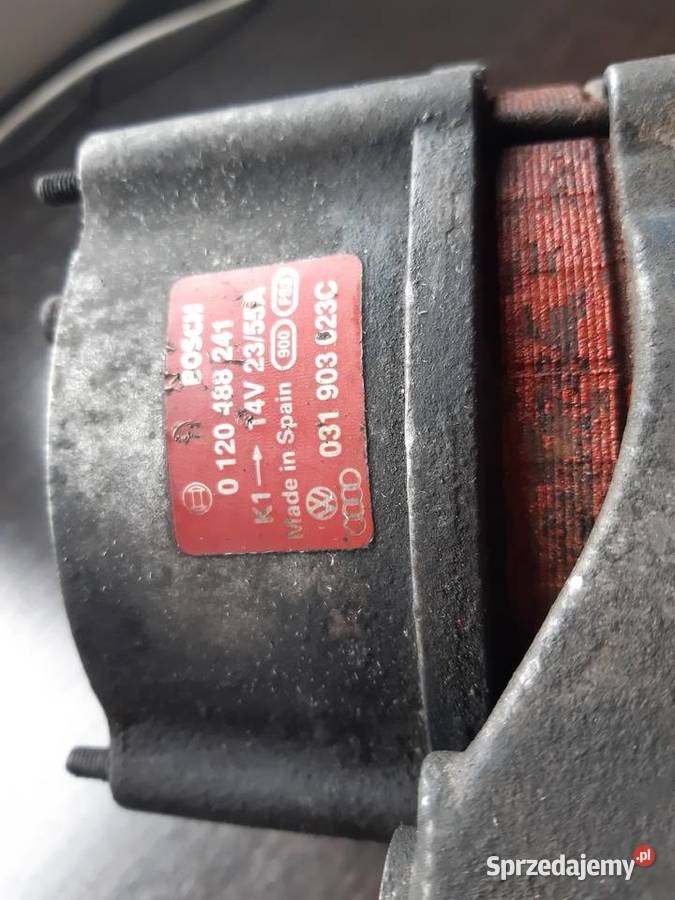 BOSCH
0 120 488 241
K1→ 14V 23/55A
Made in Spain 900
031 903 023C
Sprzedajemy.pl